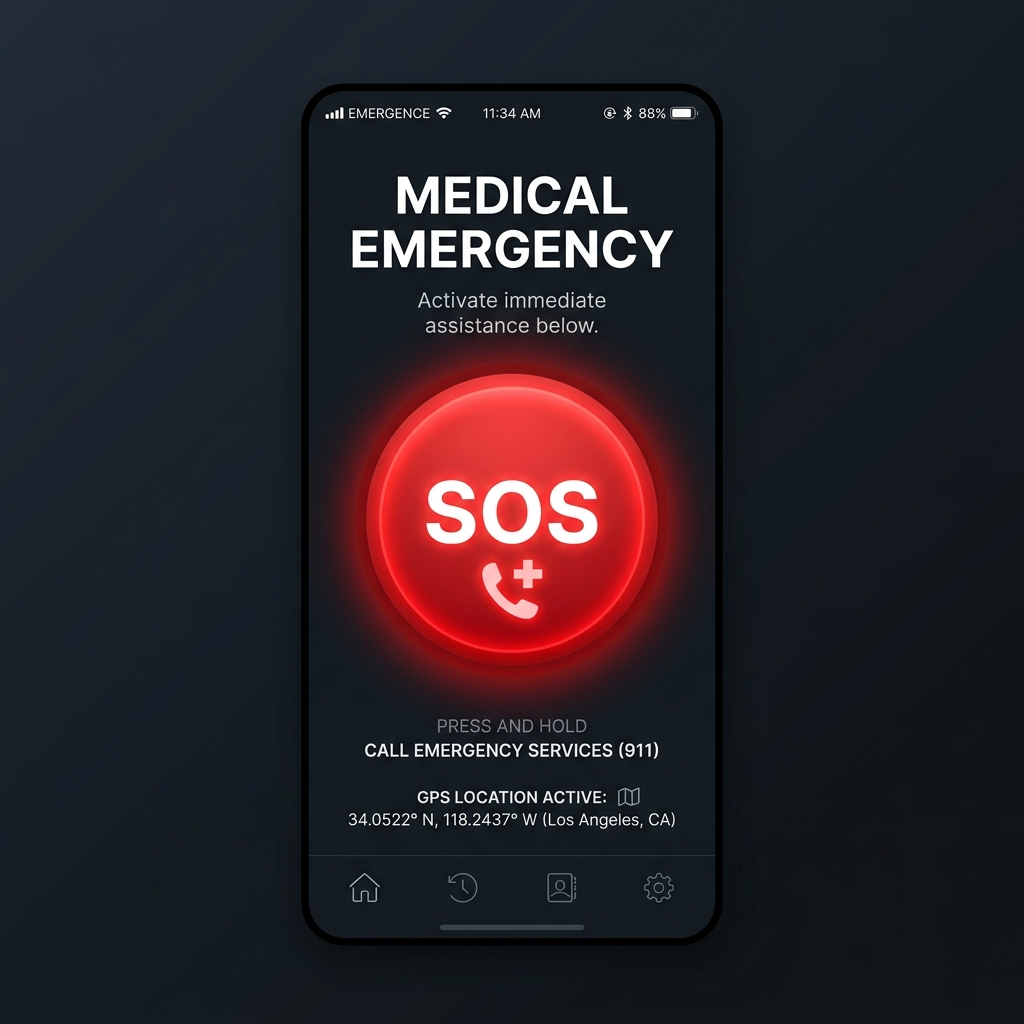 EMERGENCE 11:34 AM 88%
MEDICAL
EMERGENCY
Activate immediate
assistance below.
SOS
PRESS AND HOLD
CALL EMERGENCY SERVICES (911)
GPS LOCATION ACTIVE:
34.0522° N, 118.2437° W (Los Angeles, CA)